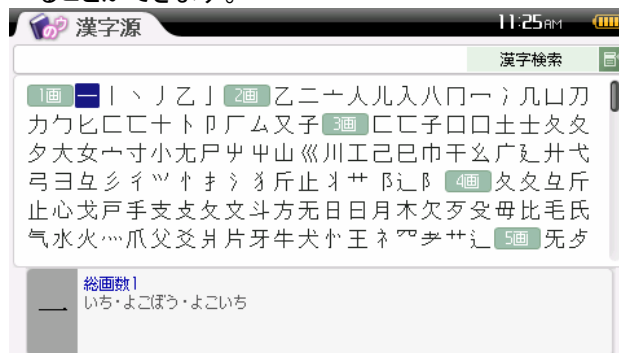 ることができます。
漢字源 11:25AM
漢字検索
1画 一丨丶丿乙亅 2画 乙二亠人儿入八冂冖冫几凵刀
力勹匕匚匸十卜卩厂厶又孑 3画 匚匸子口囗土士夂夊
夕大女宀寸小尢尸屮屮山巛川工己巳巾干幺广廴廾弋
弓彐彑彡彳⺍忄扌氵犭斤止丬艹阝辶阝 4画 夂攵彑斤
止心戈戸手支攴攵文斗方无日曰月木欠歹殳毋比毛氏
气水火灬爪父爻爿片牙牛犬⺗王礻罒耂艹辶 5画 无歺
一 総画数1
いち・よこぼう・よこいち